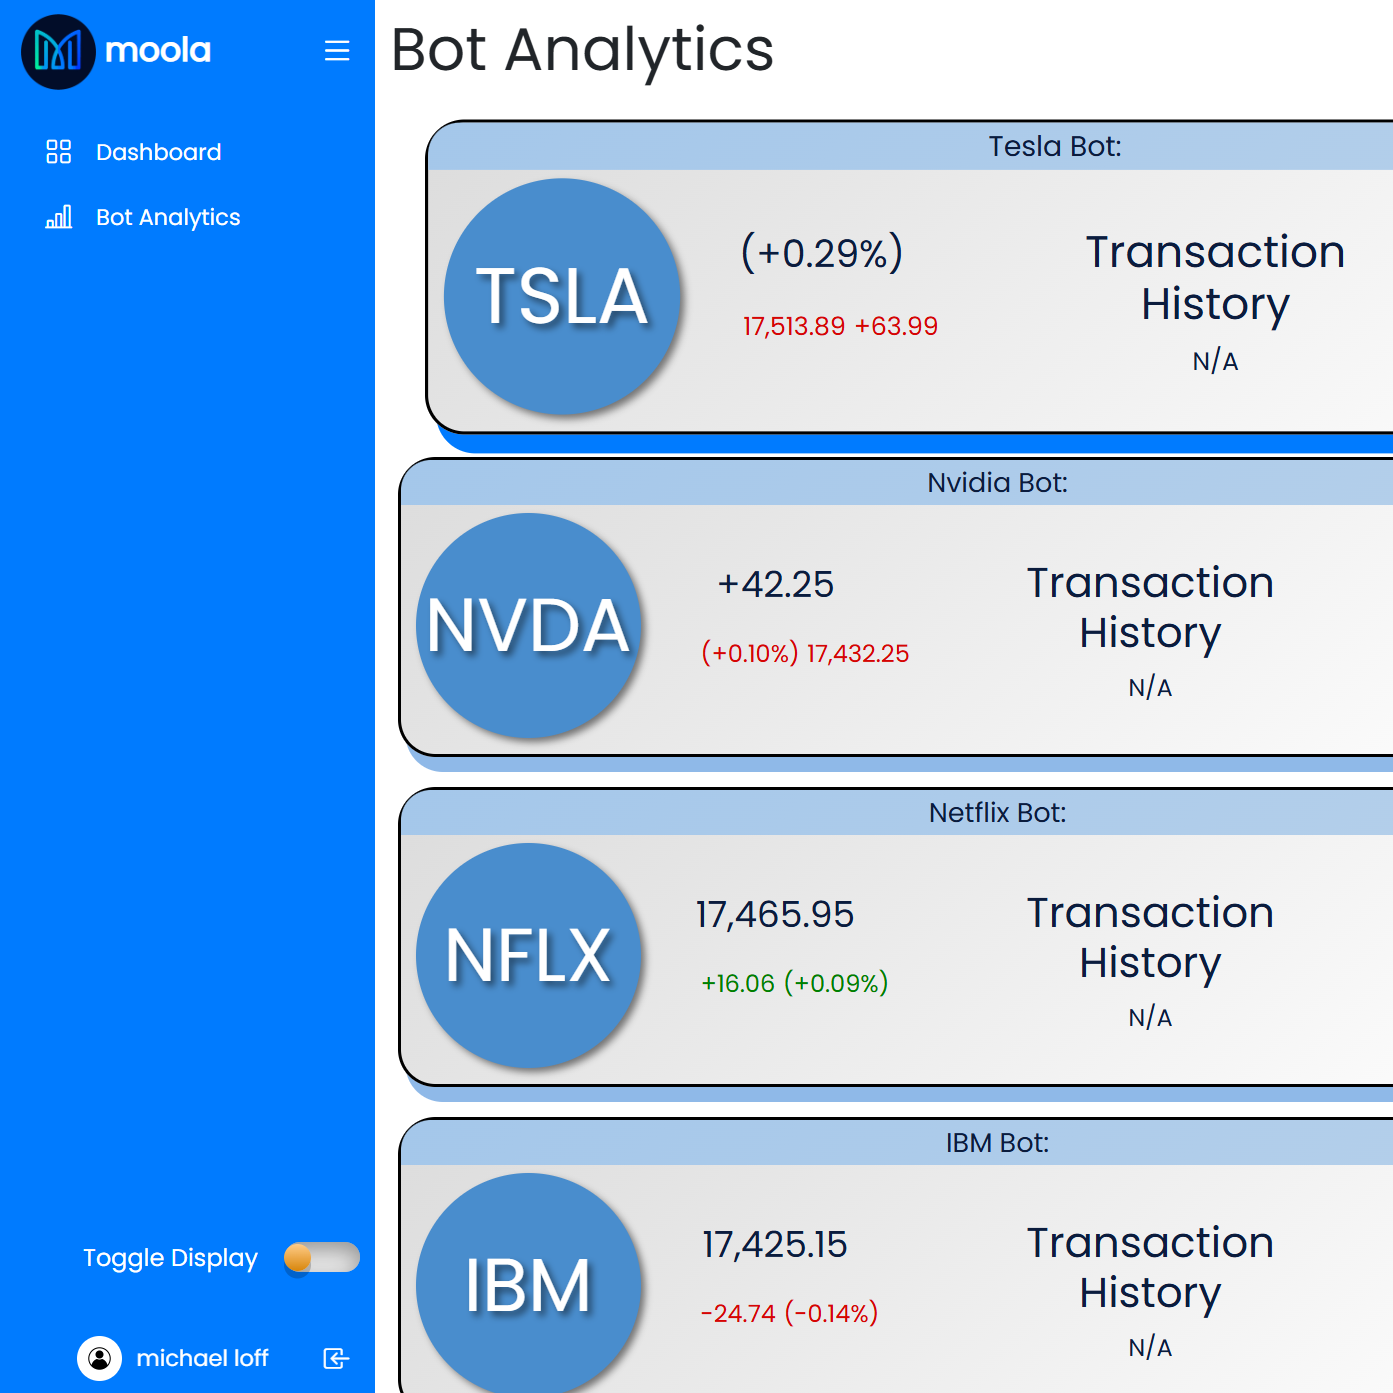 moola
Dashboard
Bot Analytics
Toggle Display
michael loff
Bot Analytics
Tesla Bot:
TSLA
(+0.29%)
17,513.89 +63.99
Transaction
History
N/A
Nvidia Bot:
NVDA
+42.25
(+0.10%) 17,432.25
Transaction
History
N/A
Netflix Bot:
NFLX
17,465.95
+16.06 (+0.09%)
Transaction
History
N/A
IBM Bot:
IBM
17,425.15
-24.74 (-0.14%)
Transaction
History
N/A